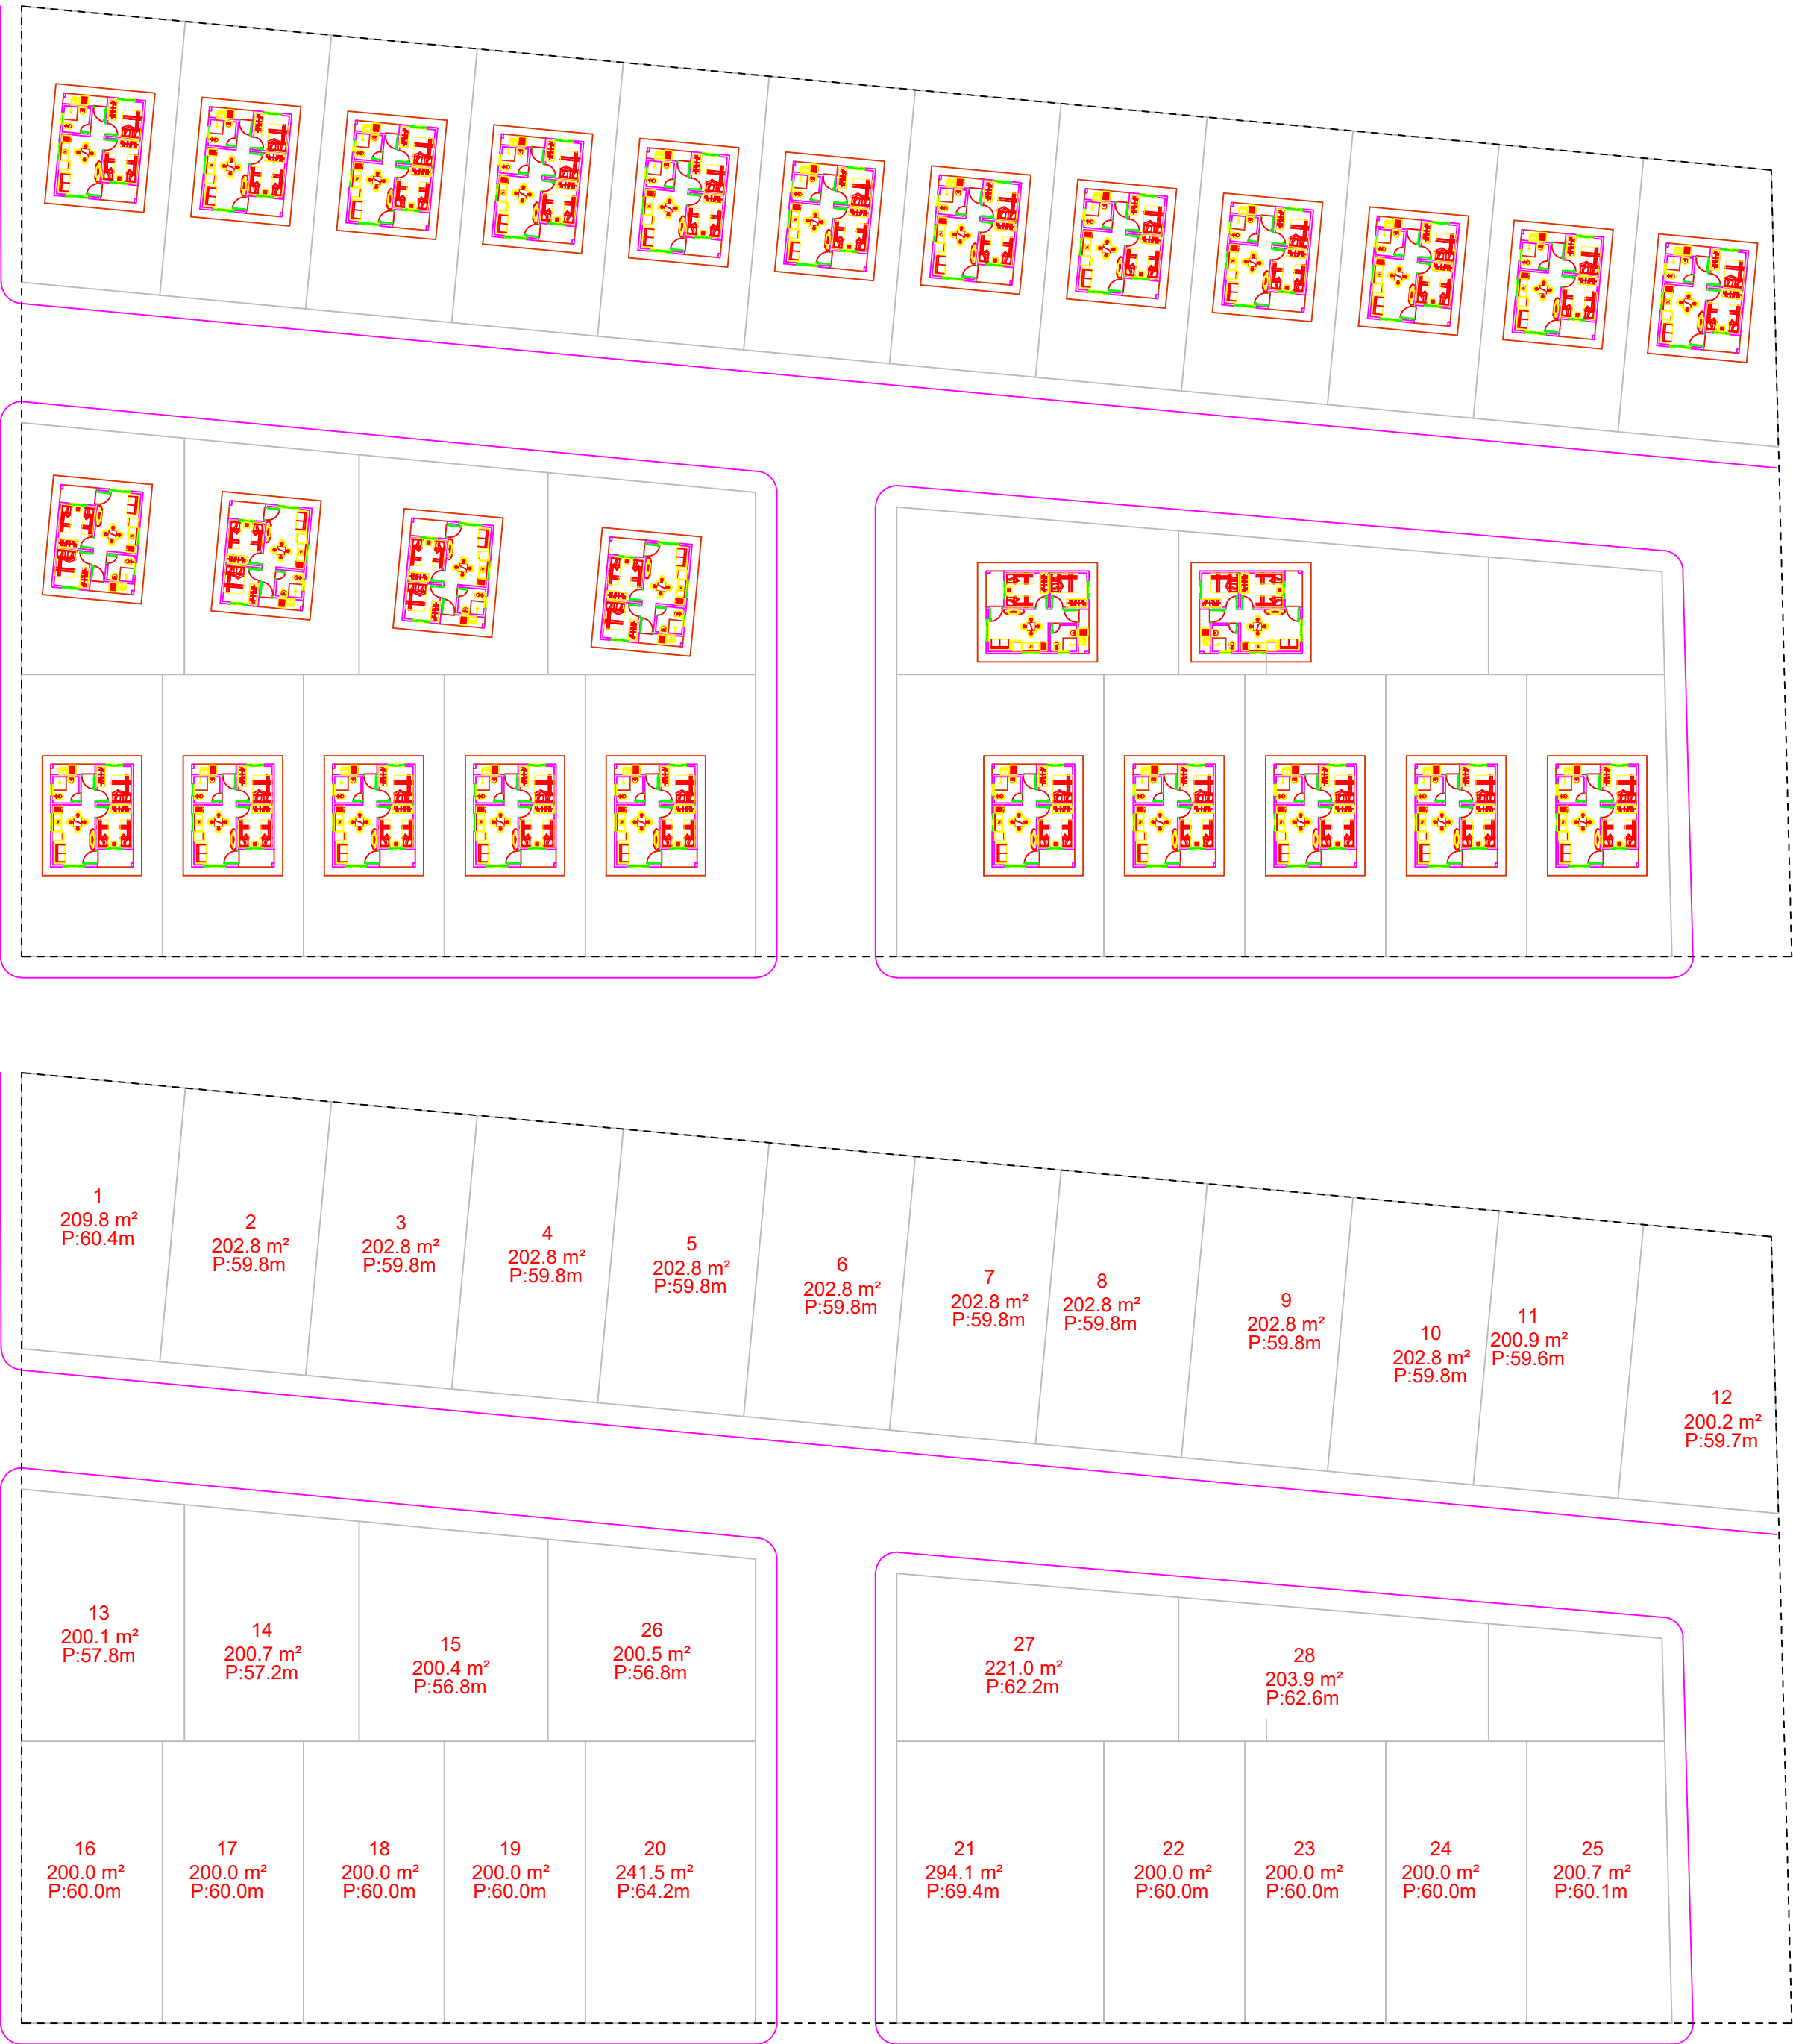 1
209.8 m²
P:60.4m
2
202.8 m²
P:59.8m
3
202.8 m²
P:59.8m
4
202.8 m²
P:59.8m
5
202.8 m²
P:59.8m
6
202.8 m²
P:59.8m
7
202.8 m²
P:59.8m
8
202.8 m²
P:59.8m
9
202.8 m²
P:59.8m
10
202.8 m²
P:59.8m
11
200.9 m²
P:59.6m
12
200.2 m²
P:59.7m
13
200.1 m²
P:57.8m
14
200.7 m²
P:57.2m
15
200.4 m²
P:56.8m
26
200.5 m²
P:56.8m
27
221.0 m²
P:62.2m
28
203.9 m²
P:62.6m
16
200.0 m²
P:60.0m
17
200.0 m²
P:60.0m
18
200.0 m²
P:60.0m
19
200.0 m²
P:60.0m
20
241.5 m²
P:64.2m
21
294.1 m²
P:69.4m
22
200.0 m²
P:60.0m
23
200.0 m²
P:60.0m
24
200.0 m²
P:60.0m
25
200.7 m²
P:60.1m